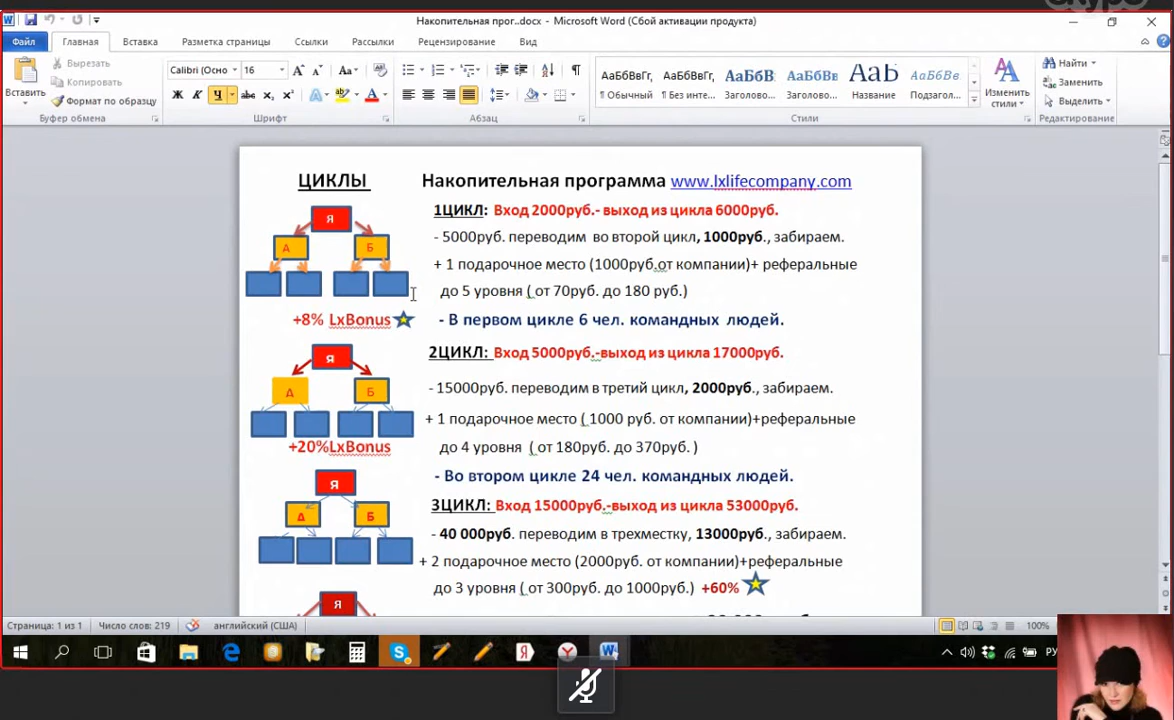 Накопительная прог..docx - Microsoft Word (Сбой активации продукта)
Файл Главная Вставка Разметка страницы Ссылки Рассылки Рецензирование Вид
Вставить
Вырезать
Копировать
Формат по образцу
Буфер обмена
Calibri (Осно 16
Ж К Ч abc x₂ x²
Шрифт
Абзац
АаБбВвГг, АаБбВвГг, АаБбВ АаБбВв АаБ АаБбВв
¶ Обычный ¶ Без инте... Заголово... Заголово... Название Подзагол...
Стили
Изменить стили
Найти
Заменить
Выделить
Редактирование
ЦИКЛЫ
Накопительная программа www.lxlifecompany.com
Я
А Б
+8% LxBonus
1ЦИКЛ: Вход 2000руб.- выход из цикла 6000руб.
- 5000руб. переводим во второй цикл, 1000руб., забираем.
+ 1 подарочное место (1000руб.от компании)+ реферальные
до 5 уровня ( от 70руб. до 180 руб.)
- В первом цикле 6 чел. командных людей.
Я
А Б
+20%LxBonus
2ЦИКЛ: Вход 5000руб.-выход из цикла 17000руб.
- 15000руб. переводим в третий цикл, 2000руб., забираем.
+ 1 подарочное место ( 1000 руб. от компании)+реферальные
до 4 уровня ( от 180руб. до 370руб. )
- Во втором цикле 24 чел. командных людей.
Я
А Б
3ЦИКЛ: Вход 15000руб.-выход из цикла 53000руб.
- 40 000руб. переводим в трехместку, 13000руб., забираем.
+ 2 подарочное место (2000руб. от компании)+реферальные
до 3 уровня ( от 300руб. до 1000руб.) +60%
Я
Страница: 1 из 1 Число слов: 219 английский (США) 100%
РУ